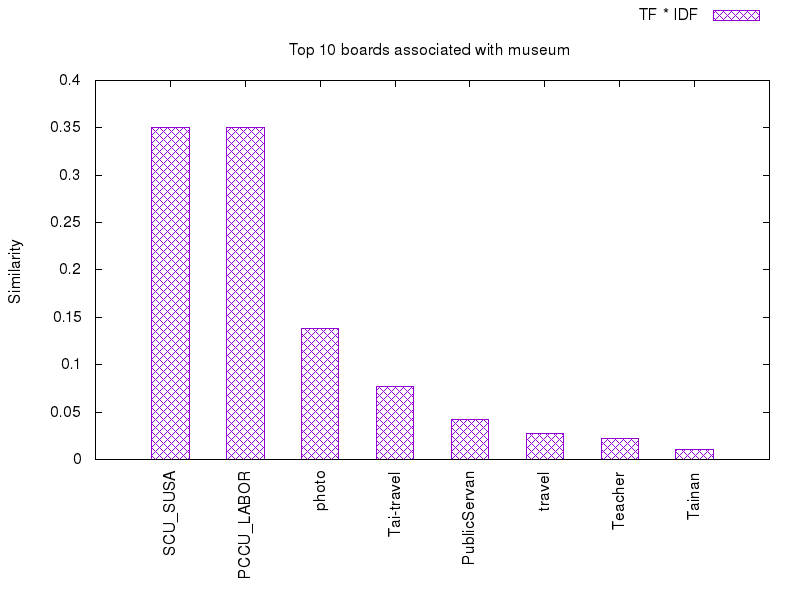 TF * IDF
Top 10 boards associated with museum
0.4
0.35
0.3
0.25
0.2
0.15
0.1
0.05
0
Similarity
SCU_SUSA
PCCU_LABOR
photo
Tai-travel
PublicServan
travel
Teacher
Tainan